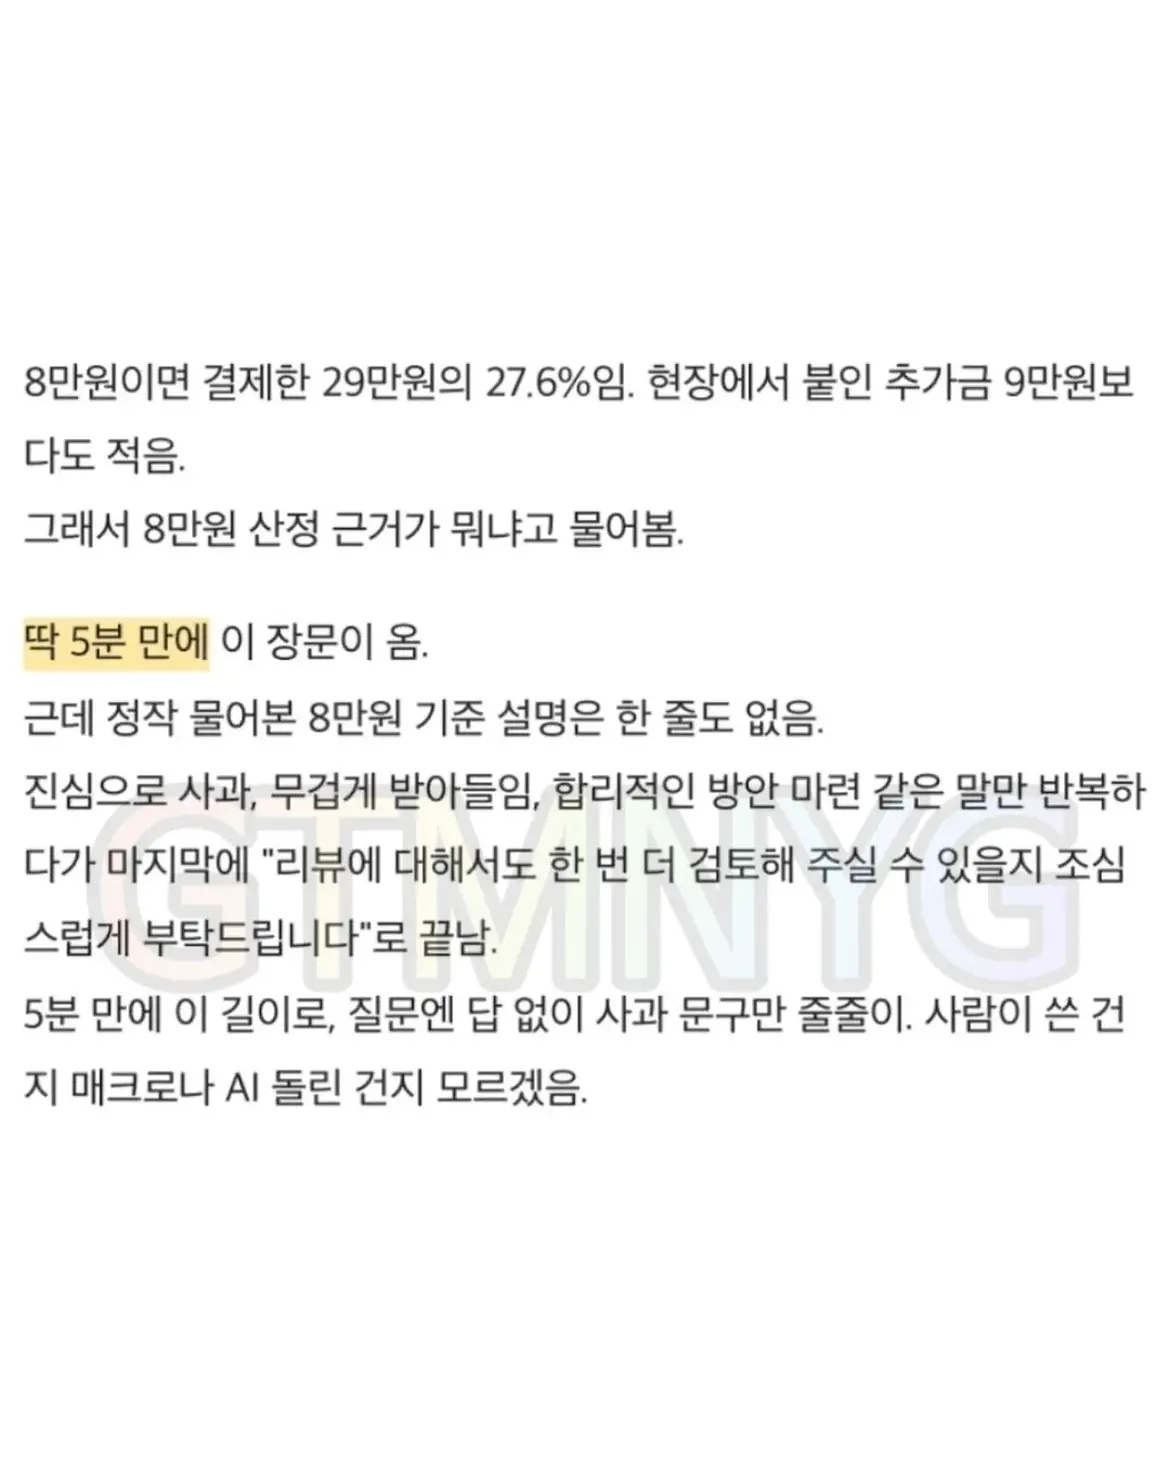 8만원이면 결제한 29만원의 27.6%임. 현장에서 붙인 추가금 9만원보
다도 적음.
그래서 8만원 산정 근거가 뭐냐고 물어봄.
딱 5분 만에 이 장문이 옴.
근데 정작 물어본 8만원 기준 설명은 한 줄도 없음.
진심으로 사과, 무겁게 받아들임, 합리적인 방안 마련 같은 말만 반복하
다가 마지막에 "리뷰에 대해서도 한 번 더 검토해 주실 수 있을지 조심
스럽게 부탁드립니다"로 끝남.
5분 만에 이 길이로, 질문엔 답 없이 사과 문구만 줄줄이. 사람이 쓴 건
지 매크로나 AI 돌린 건지 모르겠음.
GTMNYG